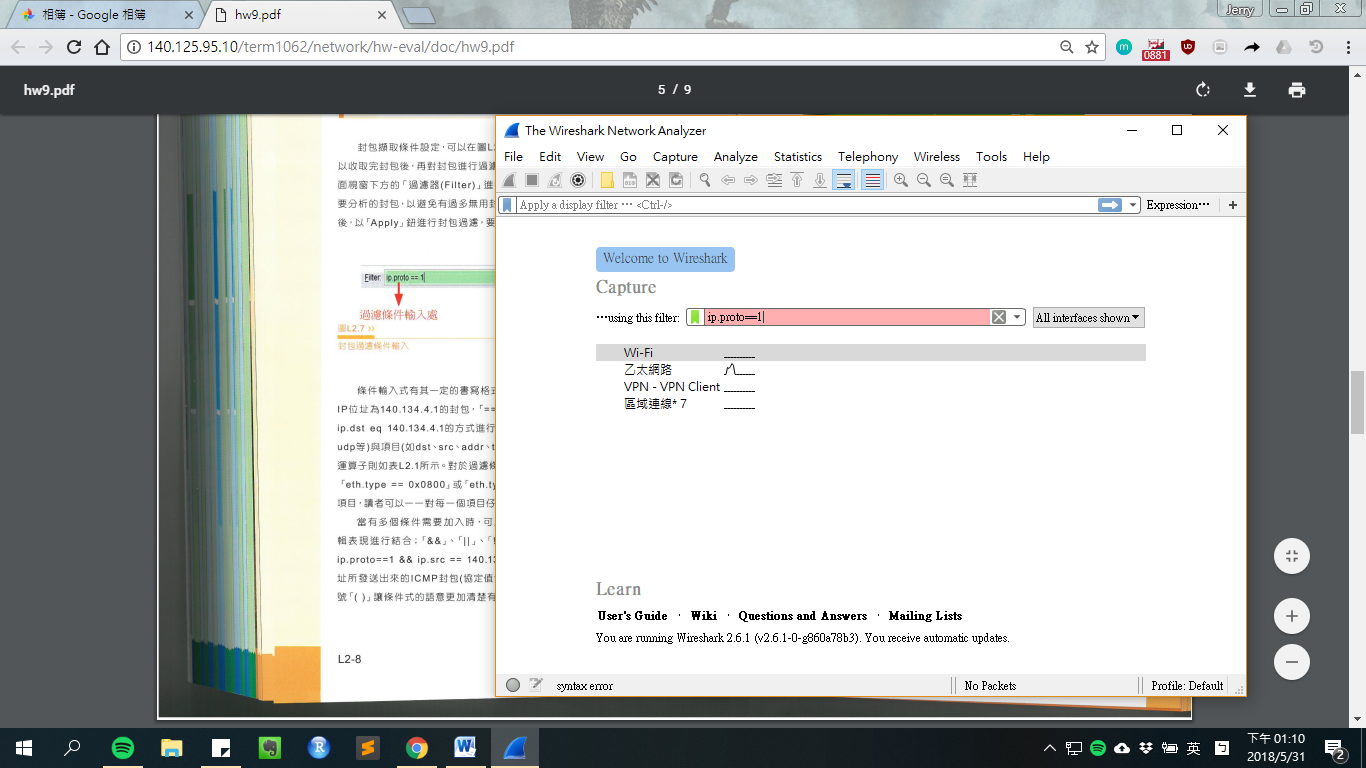 相簿 - Google 相簿
hw9.pdf
Jerry
140.125.95.10/term1062/network/hw-eval/doc/hw9.pdf
0881
hw9.pdf
5 / 9
封包擷取條件設定，可以在圖L2
以收取完封包後，再對封包進行過濾
面視窗下方的「過濾器(Filter)」進
要分析的封包，以避免有過多無用封
後，以「Apply」鈕進行封包過濾，要
Filter: ip.proto == 1
過濾條件輸入處
圖L2.7 ››
封包過濾條件輸入
條件輸入式有其一定的書寫格式
IP位址為140.134.4.1的封包，「==
ip.dst eq 140.134.4.1的方式進行
udp等)與項目(如dst、src、addr、t
運算子則如表L2.1所示。對於過濾條
「eth.type == 0x0800」或「eth.ty
項目，讀者可以一一對每一個項目仔
當有多個條件需要加入時，可
輯表現進行結合；「&&」、「||」、「!
ip.proto==1 && ip.src == 140.13
址所發送出來的ICMP封包(協定值
號「( )」讓條件式的語意更加清楚有
L2-8
The Wireshark Network Analyzer
File Edit View Go Capture Analyze Statistics Telephony Wireless Tools Help
Apply a display filter ⋯ <Ctrl-/>
Expression⋯ +
Welcome to Wireshark
Capture
⋯using this filter: ip.proto==1
All interfaces shown
Wi-Fi
乙太網路
VPN - VPN Client
區域連線* 7
Learn
User's Guide · Wiki · Questions and Answers · Mailing Lists
You are running Wireshark 2.6.1 (v2.6.1-0-g860a78b3). You receive automatic updates.
syntax error
No Packets
Profile: Default
英
下午 01:10
2018/5/31
2